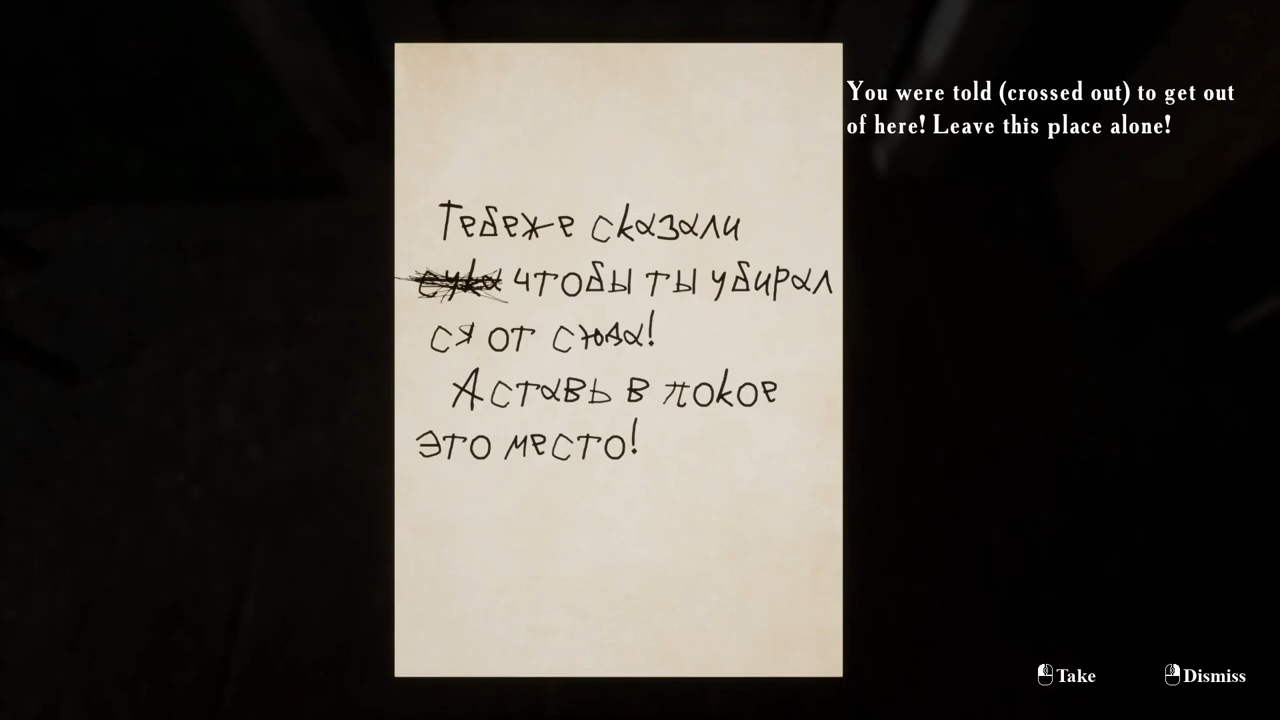 You were told (crossed out) to get out
of here! Leave this place alone!
Тебеже сказали
сука чтобы ты убирал
ся от сюда!
Аставь в покое
это место!
Take
Dismiss